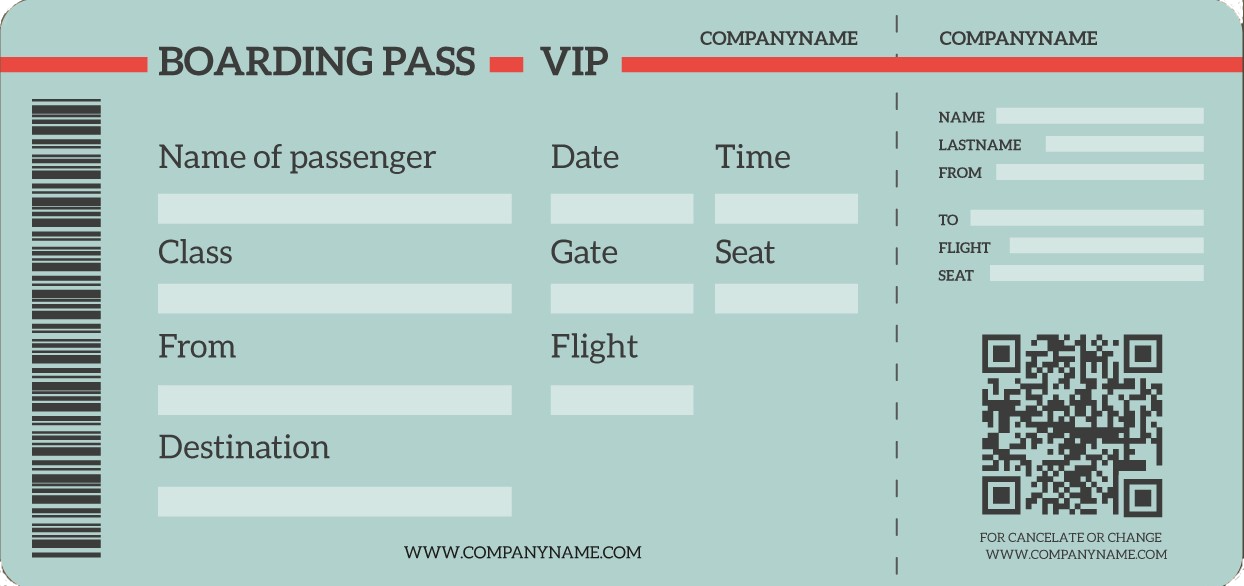 BOARDING PASS VIP
COMPANYNAME
Name of passenger
Date
Time
Class
Gate
Seat
From
Flight
Destination
WWW.COMPANYNAME.COM
COMPANYNAME
NAME
LASTNAME
FROM
TO
FLIGHT
SEAT
FOR CANCELATE OR CHANGE
WWW.COMPANYNAME.COM